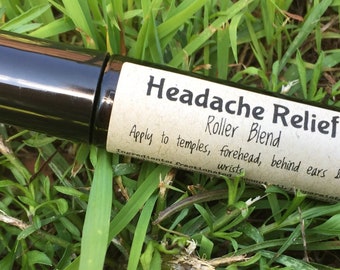 Headache Relief
Roller Blend
Apply to temples, forehead, behind ears
wrists